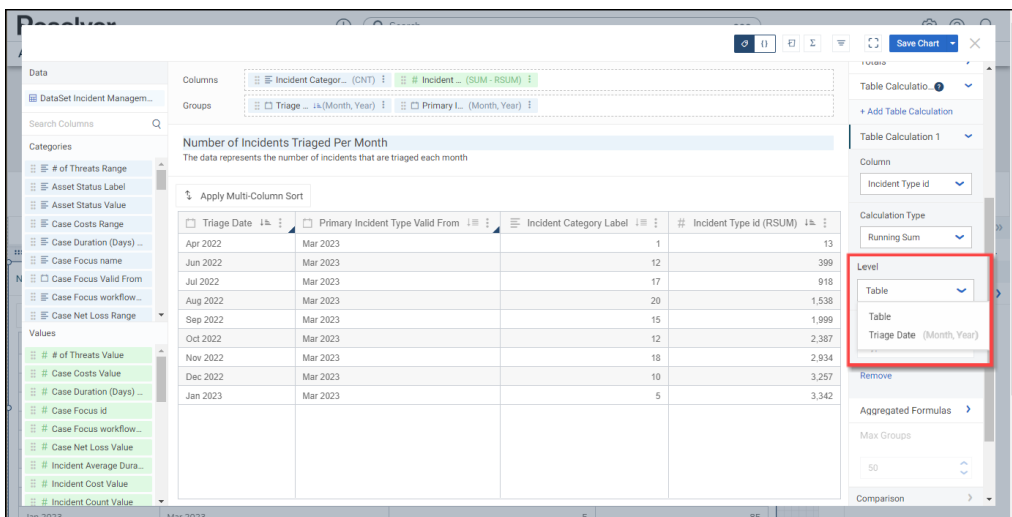 Save Chart
Data
DataSet Incident Managem...
Search Columns
Categories
# of Threats Range
Asset Status Label
Asset Status Value
Case Costs Range
Case Duration (Days) ...
Case Focus name
Case Focus Valid From
Case Focus workflow...
Case Net Loss Range
Values
# # of Threats Value
# Case Costs Value
# Case Duration (Days) ...
# Case Focus id
# Case Focus workflow...
# Case Net Loss Value
# Incident Average Dura...
# Incident Cost Value
# Incident Count Value
Columns
Incident Categor... (CNT)
# Incident ... (SUM - RSUM)
Groups
Triage ... (Month, Year)
Primary I... (Month, Year)
Number of Incidents Triaged Per Month
The data represents the number of incidents that are triaged each month
Apply Multi-Column Sort
Triage Date Primary Incident Type Valid From Incident Category Label # Incident Type id (RSUM)
Apr 2022 Mar 2023 1 13
Jun 2022 Mar 2023 12 399
Jul 2022 Mar 2023 17 918
Aug 2022 Mar 2023 20 1,538
Sep 2022 Mar 2023 15 1,999
Oct 2022 Mar 2023 12 2,387
Nov 2022 Mar 2023 18 2,934
Dec 2022 Mar 2023 10 3,257
Jan 2023 Mar 2023 5 3,342
Totals
Table Calculatio...
+ Add Table Calculation
Table Calculation 1
Column
Incident Type id
Calculation Type
Running Sum
Level
Table
Table
Triage Date (Month, Year)
Remove
Aggregated Formulas
Max Groups
50
Comparison
Jan 2023 Mar 2023 5 85